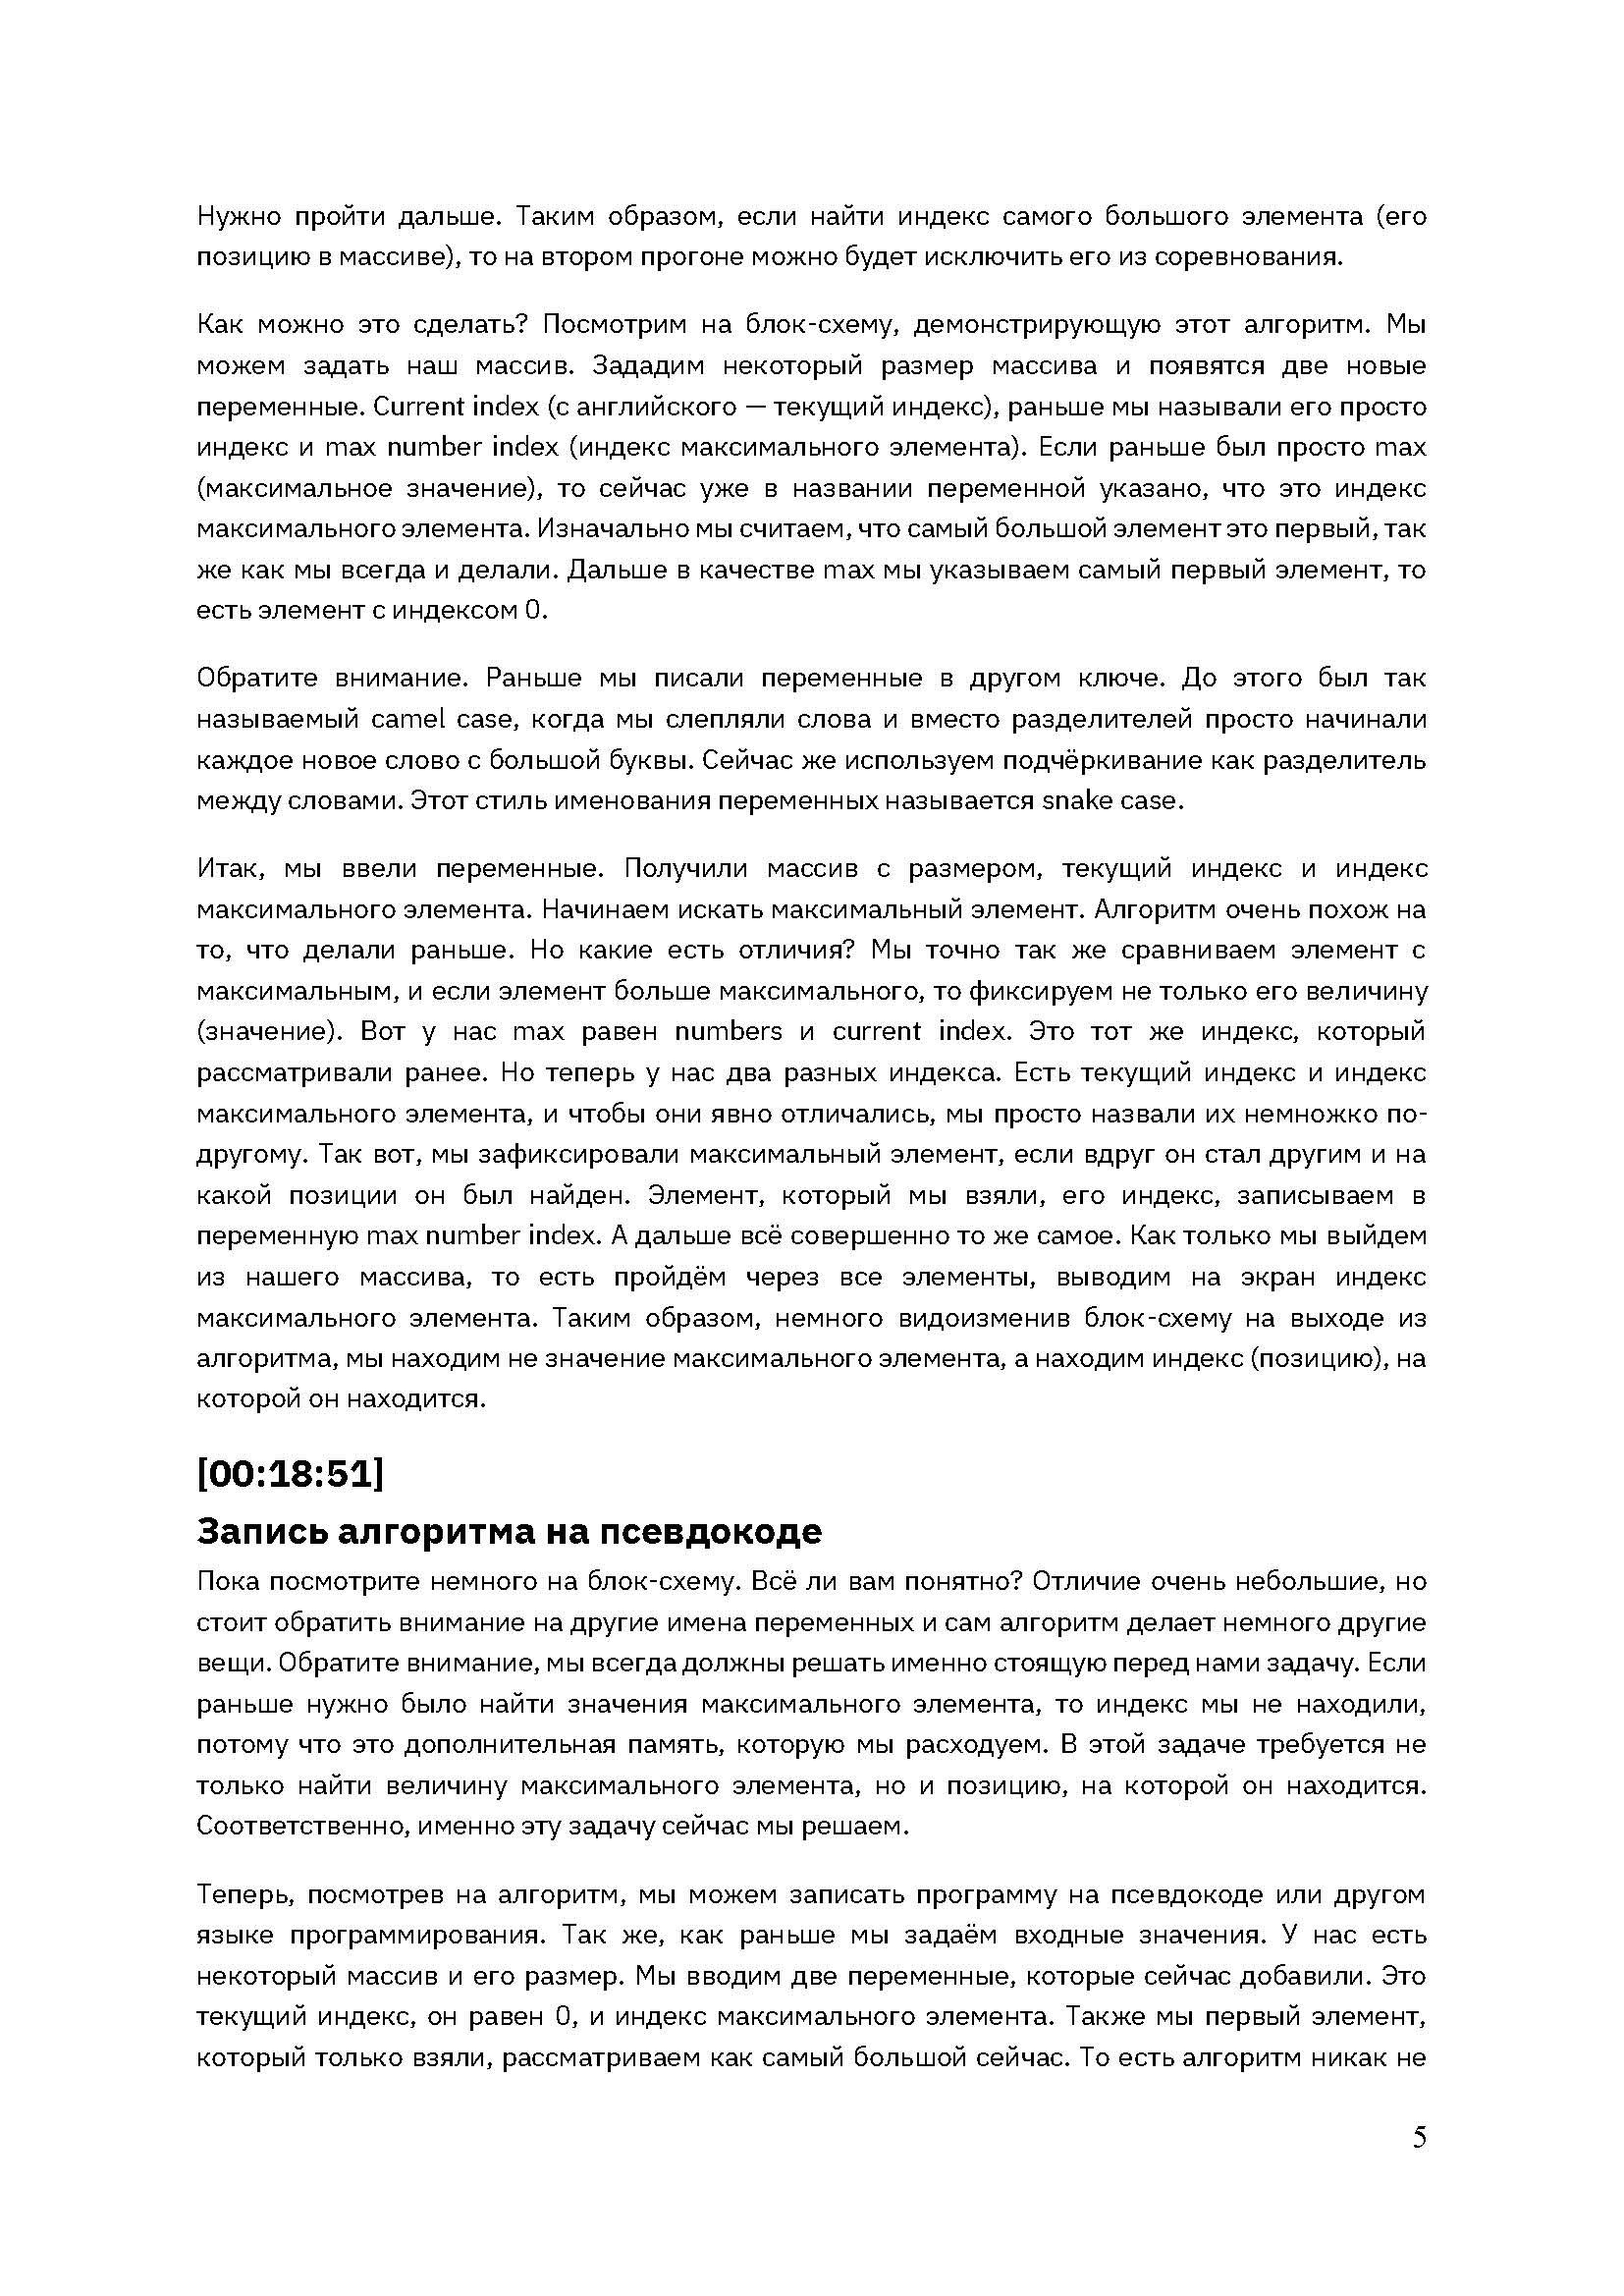 Нужно пройти дальше. Таким образом, если найти индекс самого большого элемента (его
позицию в массиве), то на втором прогоне можно будет исключить его из соревнования.
Как можно это сделать? Посмотрим на блок-схему, демонстрирующую этот алгоритм. Мы
можем задать наш массив. Зададим некоторый размер массива и появятся две новые
переменные. Current index (с английского — текущий индекс), раньше мы называли его просто
индекс и max number index (индекс максимального элемента). Если раньше был просто max
(максимальное значение), то сейчас уже в названии переменной указано, что это индекс
максимального элемента. Изначально мы считаем, что самый большой элемент это первый, так
же как мы всегда и делали. Дальше в качестве max мы указываем самый первый элемент, то
есть элемент с индексом 0.
Обратите внимание. Раньше мы писали переменные в другом ключе. До этого был так
называемый camel case, когда мы слепляли слова и вместо разделителей просто начинали
каждое новое слово с большой буквы. Сейчас же используем подчёркивание как разделитель
между словами. Этот стиль именования переменных называется snake case.
Итак, мы ввели переменные. Получили массив с размером, текущий индекс и индекс
максимального элемента. Начинаем искать максимальный элемент. Алгоритм очень похож на
то, что делали раньше. Но какие есть отличия? Мы точно так же сравниваем элемент с
максимальным, и если элемент больше максимального, то фиксируем не только его величину
(значение). Вот у нас max равен numbers и current index. Это тот же индекс, который
рассматривали ранее. Но теперь у нас два разных индекса. Есть текущий индекс и индекс
максимального элемента, и чтобы они явно отличались, мы просто назвали их немножко по-
другому. Так вот, мы зафиксировали максимальный элемент, если вдруг он стал другим и на
какой позиции он был найден. Элемент, который мы взяли, его индекс, записываем в
переменную max number index. А дальше всё совершенно то же самое. Как только мы выйдем
из нашего массива, то есть пройдём через все элементы, выводим на экран индекс
максимального элемента. Таким образом, немного видоизменив блок-схему на выходе из
алгоритма, мы находим не значение максимального элемента, а находим индекс (позицию), на
которой он находится.
[00:18:51]
Запись алгоритма на псевдокоде
Пока посмотрите немного на блок-схему. Всё ли вам понятно? Отличие очень небольшие, но
стоит обратить внимание на другие имена переменных и сам алгоритм делает немного другие
вещи. Обратите внимание, мы всегда должны решать именно стоящую перед нами задачу. Если
раньше нужно было найти значения максимального элемента, то индекс мы не находили,
потому что это дополнительная память, которую мы расходуем. В этой задаче требуется не
только найти величину максимального элемента, но и позицию, на которой он находится.
Соответственно, именно эту задачу сейчас мы решаем.
Теперь, посмотрев на алгоритм, мы можем записать программу на псевдокоде или другом
языке программирования. Так же, как раньше мы задаём входные значения. У нас есть
некоторый массив и его размер. Мы вводим две переменные, которые сейчас добавили. Это
текущий индекс, он равен 0, и индекс максимального элемента. Также мы первый элемент,
который только взяли, рассматриваем как самый большой сейчас. То есть алгоритм никак не
5